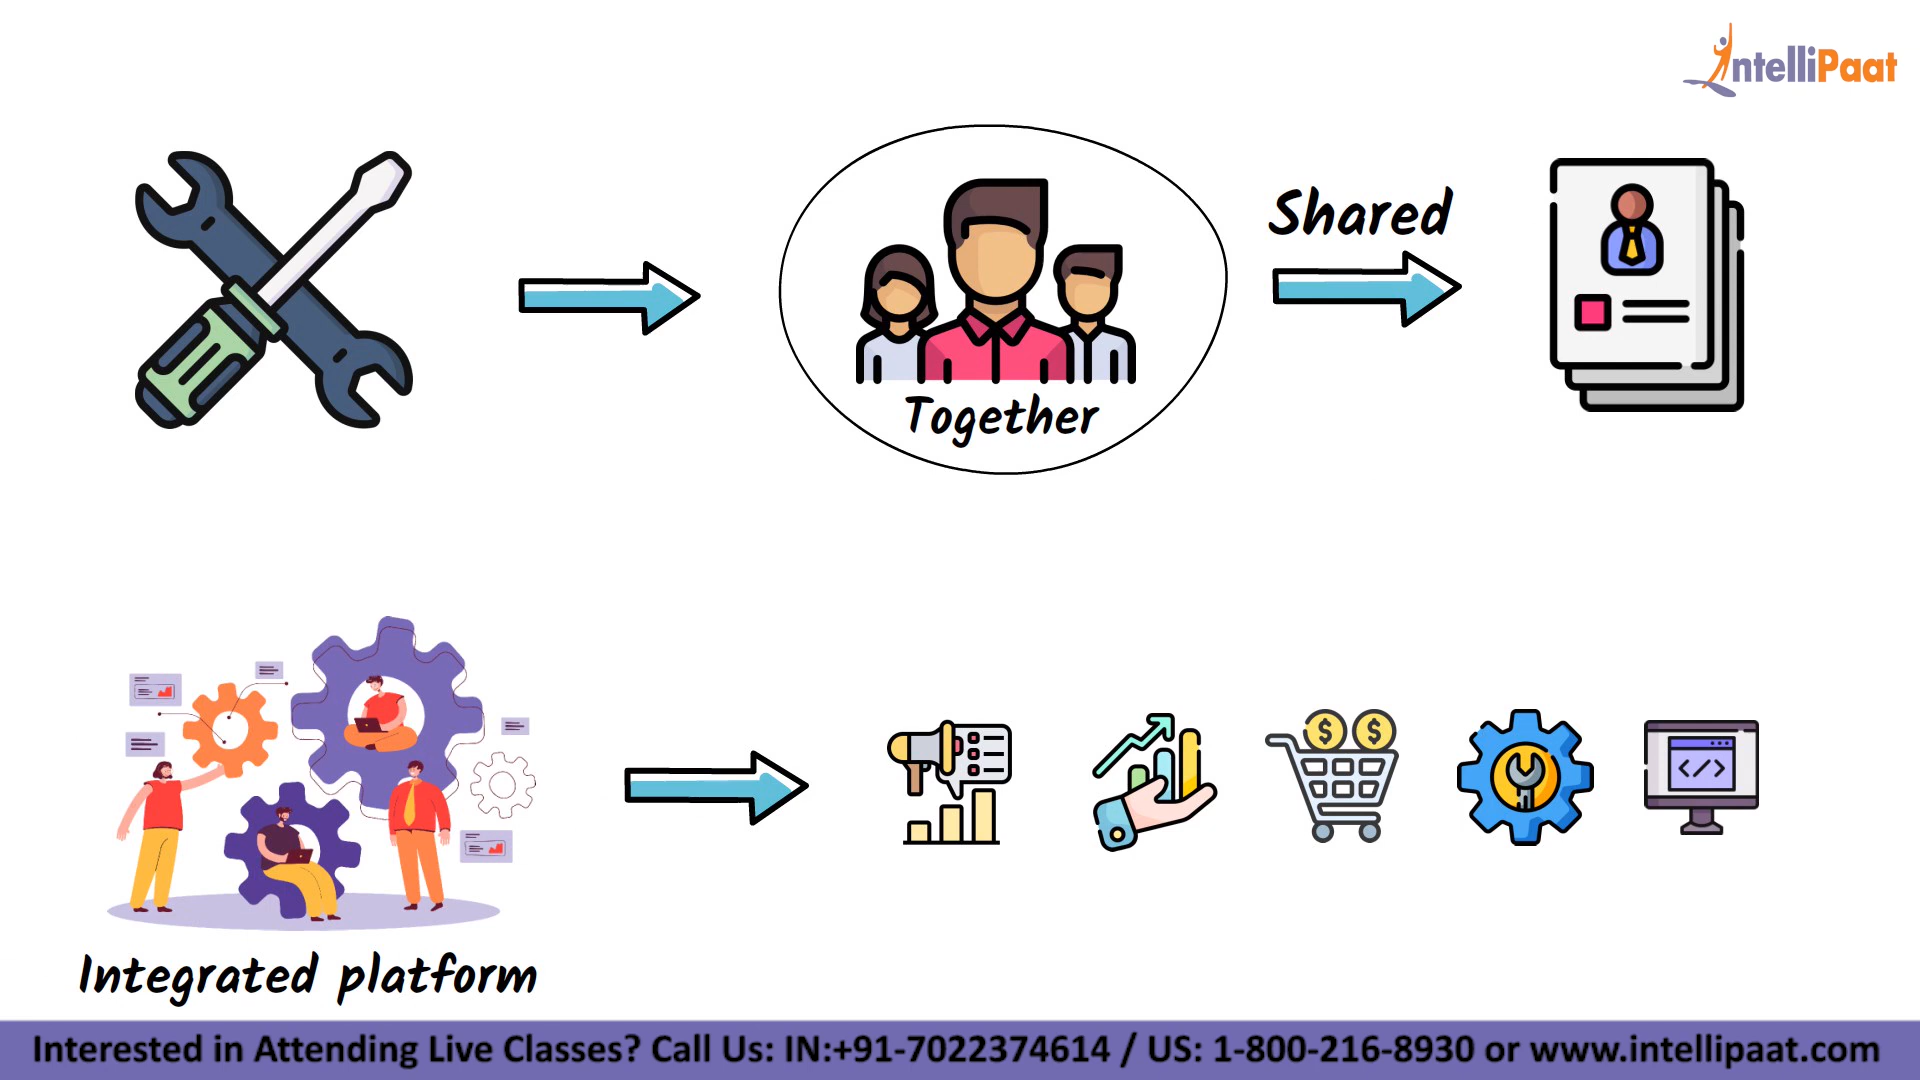 IntelliPaat
Shared
Together
$ $
</>
Integrated platform
Interested in Attending Live Classes? Call Us: IN:+91-7022374614 / US: 1-800-216-8930 or www.intellipaat.com